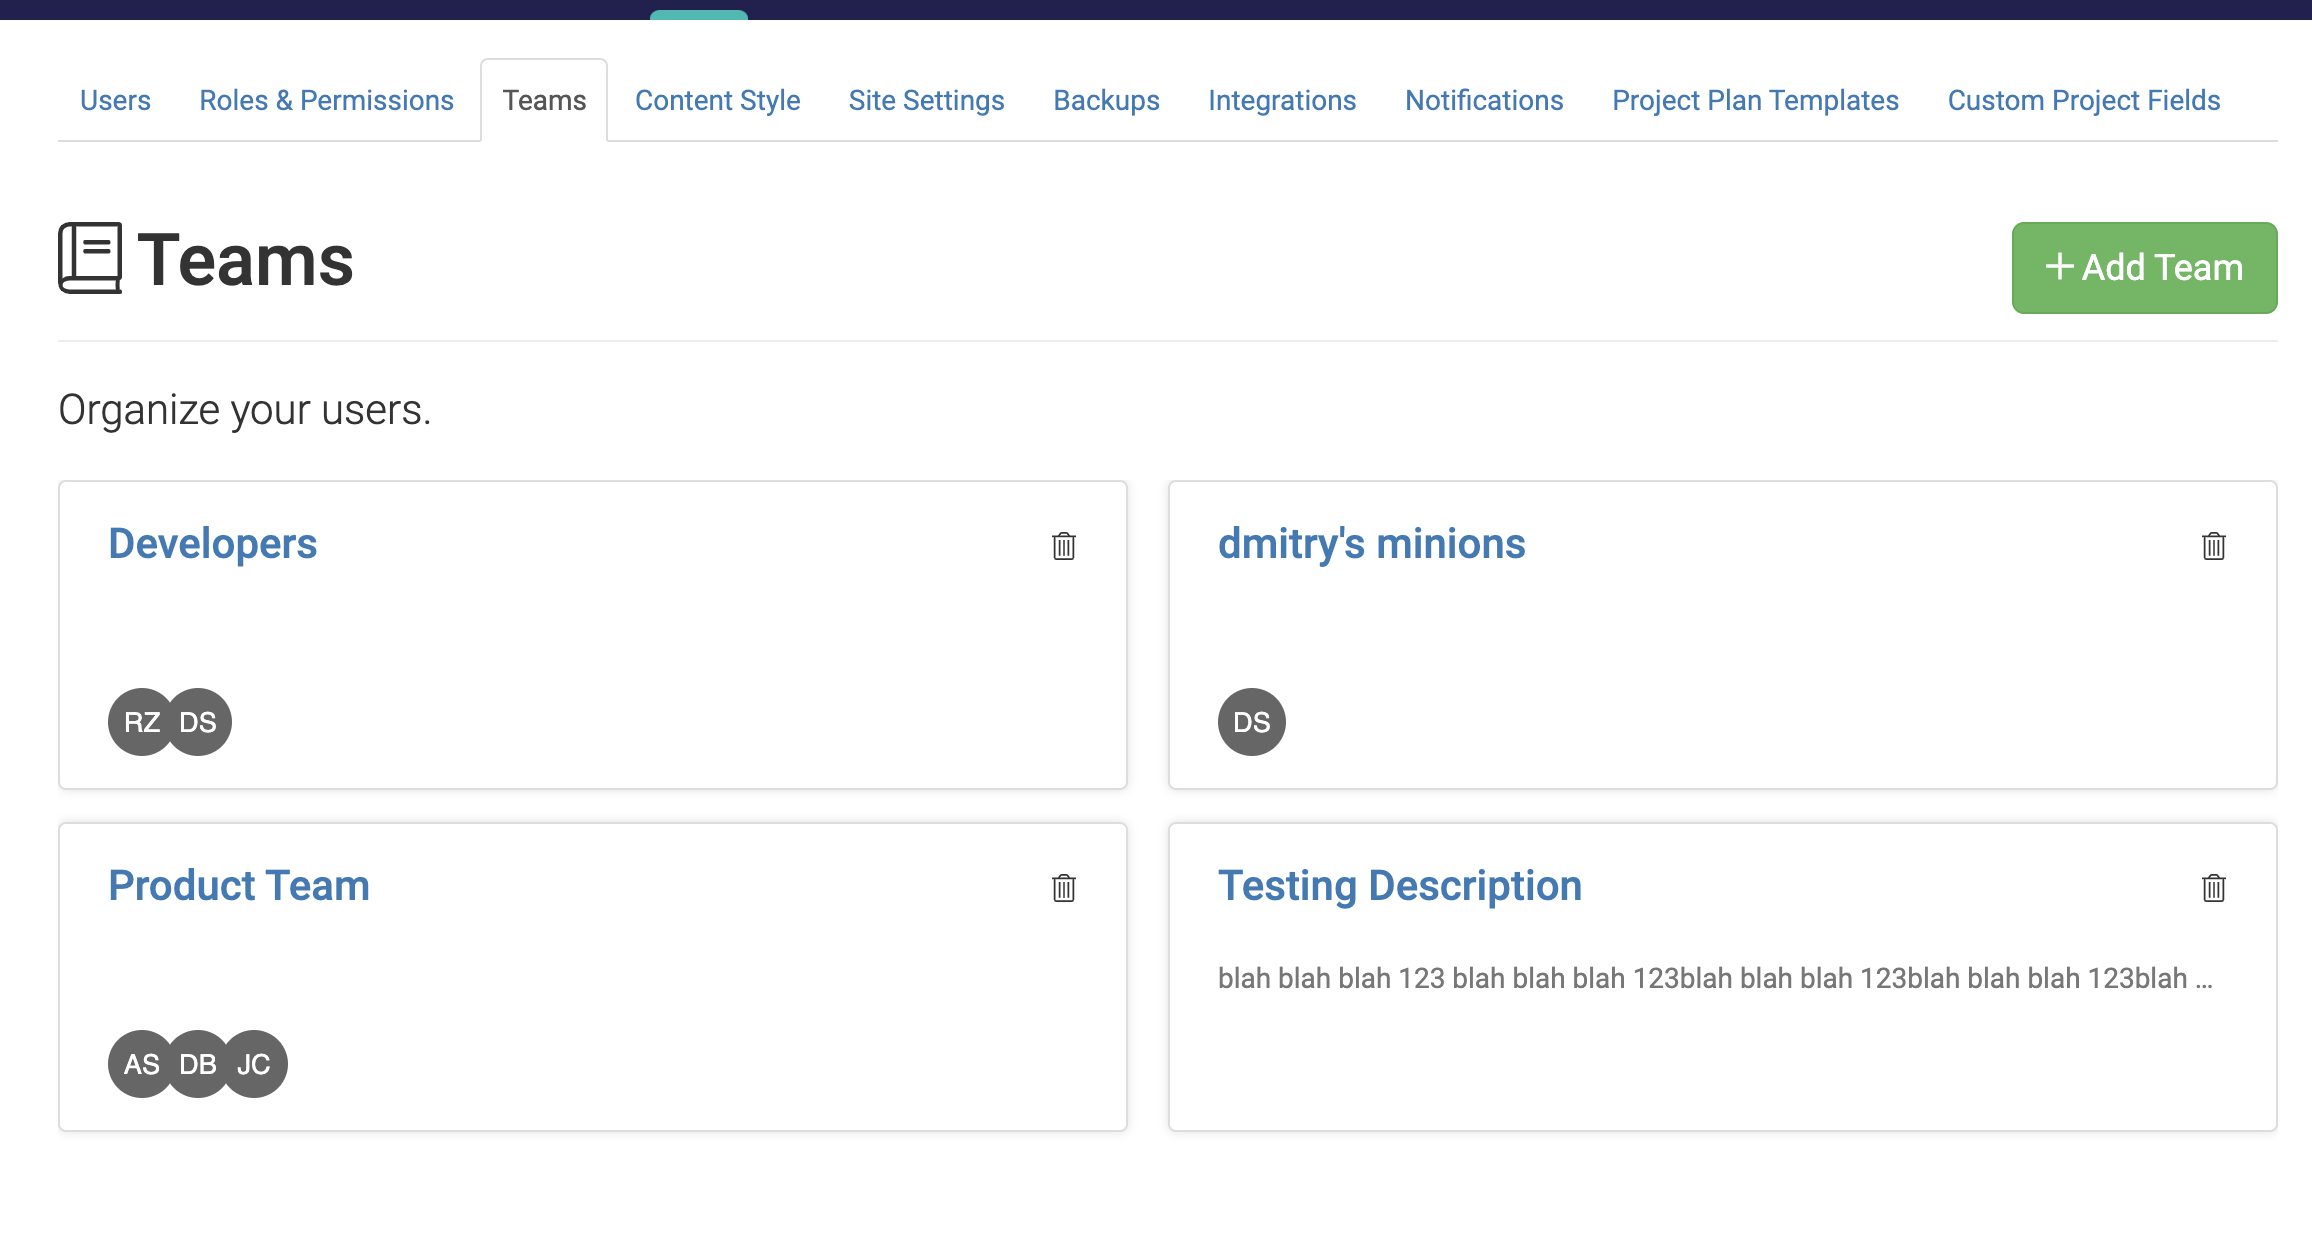 Users Roles & Permissions Teams Content Style Site Settings Backups Integrations Notifications Project Plan Templates Custom Project Fields
Teams
+ Add Team
Organize your users.
Developers
RZ DS
dmitry's minions
DS
Product Team
AS DB JC
Testing Description
blah blah blah 123 blah blah blah 123blah blah blah 123blah blah blah 123blah ...